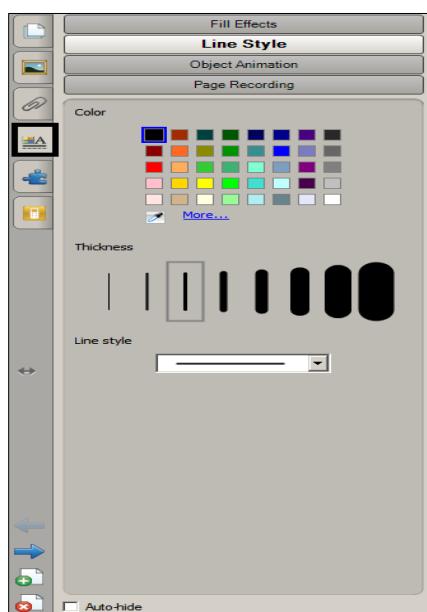 Fill Effects
Line Style
Object Animation
Page Recording
Color
More...
Thickness
Line style
Auto-hide